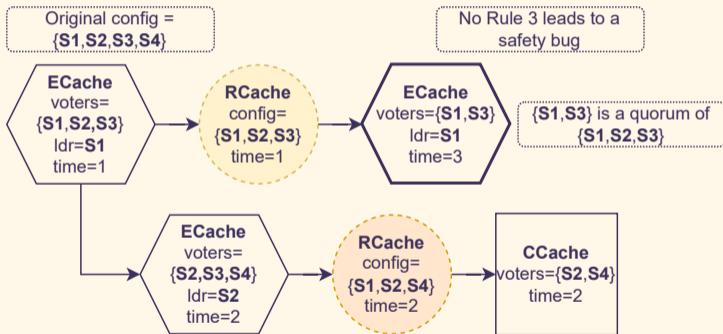 Original config =
{S1,S2,S3,S4}
No Rule 3 leads to a
safety bug
ECache
voters=
{S1,S2,S3}
ldr=S1
time=1
RCache
config=
{S1,S2,S3}
time=1
ECache
voters={S1,S3}
ldr=S1
time=3
{S1,S3} is a quorum of
{S1,S2,S3}
ECache
voters=
{S2,S3,S4}
ldr=S2
time=2
RCache
config=
{S1,S2,S4}
time=2
CCache
voters={S2,S4}
time=2